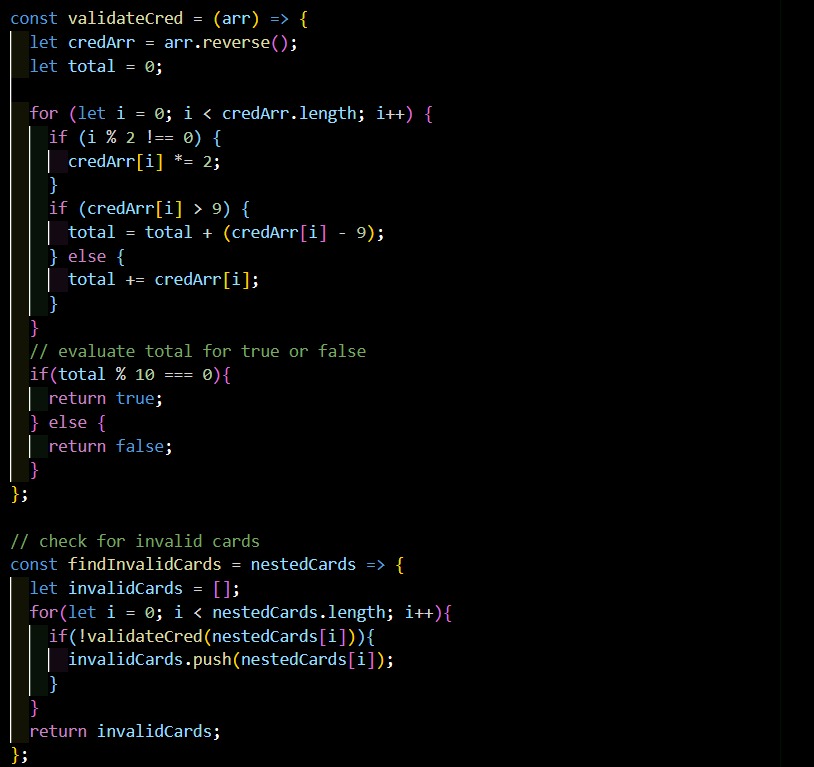 const validateCred = (arr) => {
let credArr = arr.reverse();
let total = 0;
for (let i = 0; i < credArr.length; i++) {
if (i % 2 !== 0) {
credArr[i] *= 2;
}
if (credArr[i] > 9) {
total = total + (credArr[i] - 9);
} else {
total += credArr[i];
}
}
// evaluate total for true or false
if(total % 10 === 0){
return true;
} else {
return false;
}
};
// check for invalid cards
const findInvalidCards = nestedCards => {
let invalidCards = [];
for(let i = 0; i < nestedCards.length; i++){
if(!validateCred(nestedCards[i])){
invalidCards.push(nestedCards[i]);
}
}
return invalidCards;
};